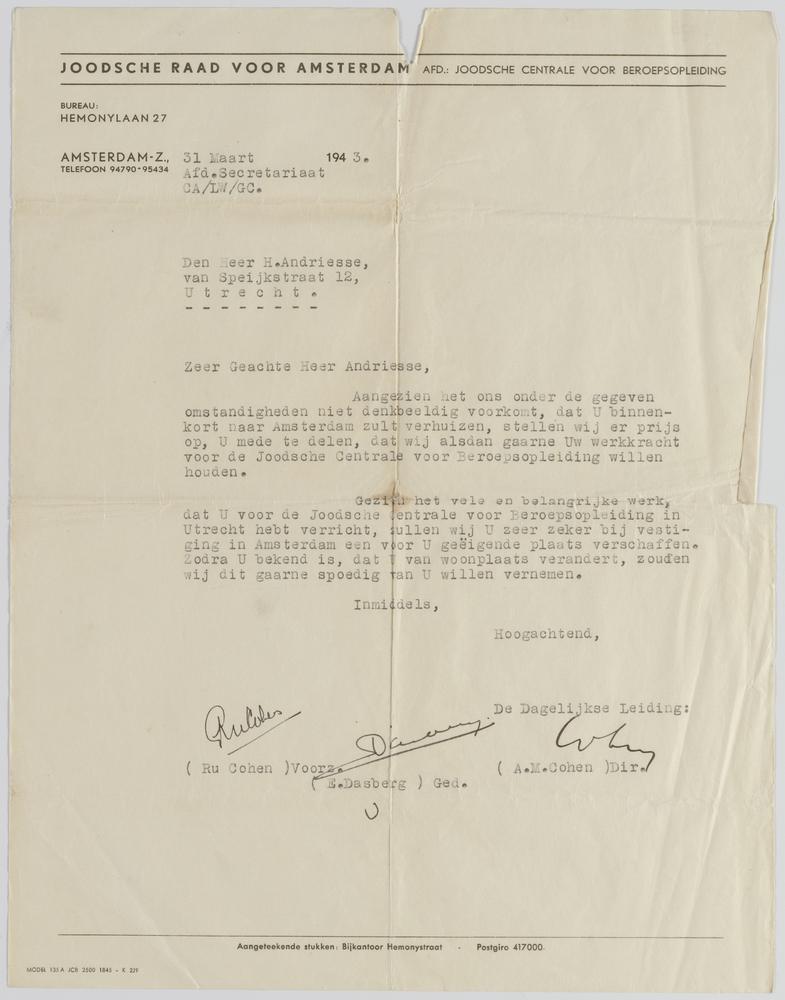 JOODSCHE RAAD VOOR AMSTERDAM AFD.: JOODSCHE CENTRALE VOOR BEROEPSOPLEIDING
BUREAU:
HEMONYLAAN 27
AMSTERDAM-Z., 31 Maart 1943.
TELEFOON 94790-95434 Afd.Secretariaat
CA/LW/GC.
Den Heer H.Andriesse,
van Speijkstraat 12,
U t r e c h t .
- - - - - - - -
Zeer Geachte Heer Andriesse,
Aangezien het ons onder de gegeven
omstandigheden niet denkbeeldig voorkomt, dat U binnen-
kort naar Amsterdam zult verhuizen, stellen wij er prijs
op, U mede te delen, dat wij alsdan gaarne Uw werkkracht
voor de Joodsche Centrale voor Beroepsopleiding willen
houden.
Gezien het vele en belangrijke werk,
dat U voor de Joodsche Centrale voor Beroepsopleiding in
Utrecht hebt verricht, zullen wij U zeer zeker bij vesti-
ging in Amsterdam een voor U geëigende plaats verschaffen.
Zodra U bekend is, dat U van woonplaats verandert, zouden
wij dit gaarne spoedig van U willen vernemen.
Inmiddels,
Hoogachtend,
De Dagelijkse Leiding:
RuCohen
( Ru Cohen )Voorz. ( A.M.Cohen )Dir.
( E.Dasberg ) Ged.
Aangeteekende stukken: Bijkantoor Hemonystraat - Postgiro 417000.
MODEL 135A JCB 2500 1845 - K 229